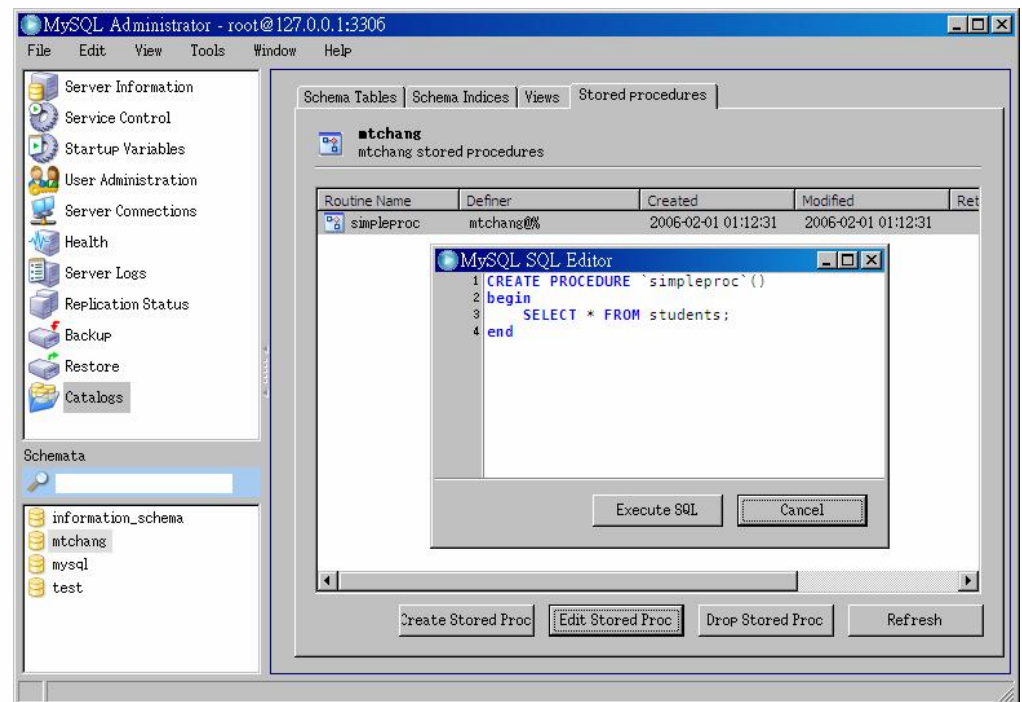 MySQL Administrator - root@127.0.0.1:3306
File Edit View Tools Window Help
Server Information
Service Control
Startup Variables
User Administration
Server Connections
Health
Server Logs
Replication Status
Backup
Restore
Catalogs
Schemata
information_schema
mtchang
mysql
test
Schema Tables Schema Indices Views Stored procedures
mtchang
mtchang stored procedures
Routine Name Definer Created Modified Ret
simpleproc mtchang@% 2006-02-01 01:12:31 2006-02-01 01:12:31
MySQL SQL Editor
1 CREATE PROCEDURE `simpleproc`()
2 begin
3 SELECT * FROM students;
4 end
Execute SQL Cancel
Create Stored Proc Edit Stored Proc Drop Stored Proc Refresh